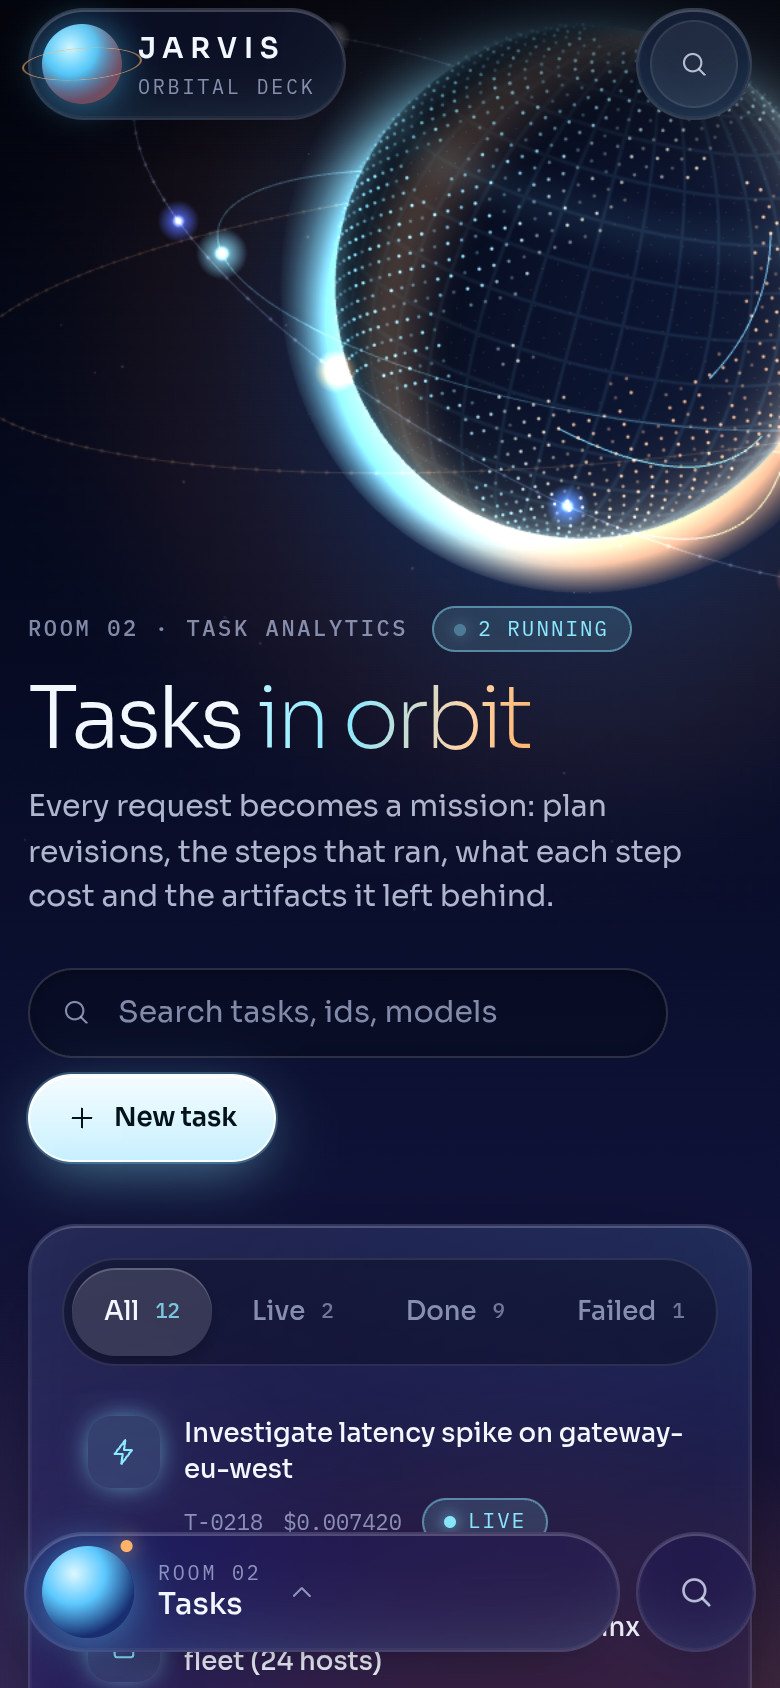 JARVIS
ORBITAL DECK
ROOM 02 · TASK ANALYTICS
2 RUNNING
Tasks in orbit
Every request becomes a mission: plan
revisions, the steps that ran, what each step
cost and the artifacts it left behind.
Search tasks, ids, models
New task
All 12
Live 2
Done 9
Failed 1
Investigate latency spike on gateway-
eu-west
T-0218 $0.007420
LIVE
ROOM 02
Tasks
fleet (24 hosts)